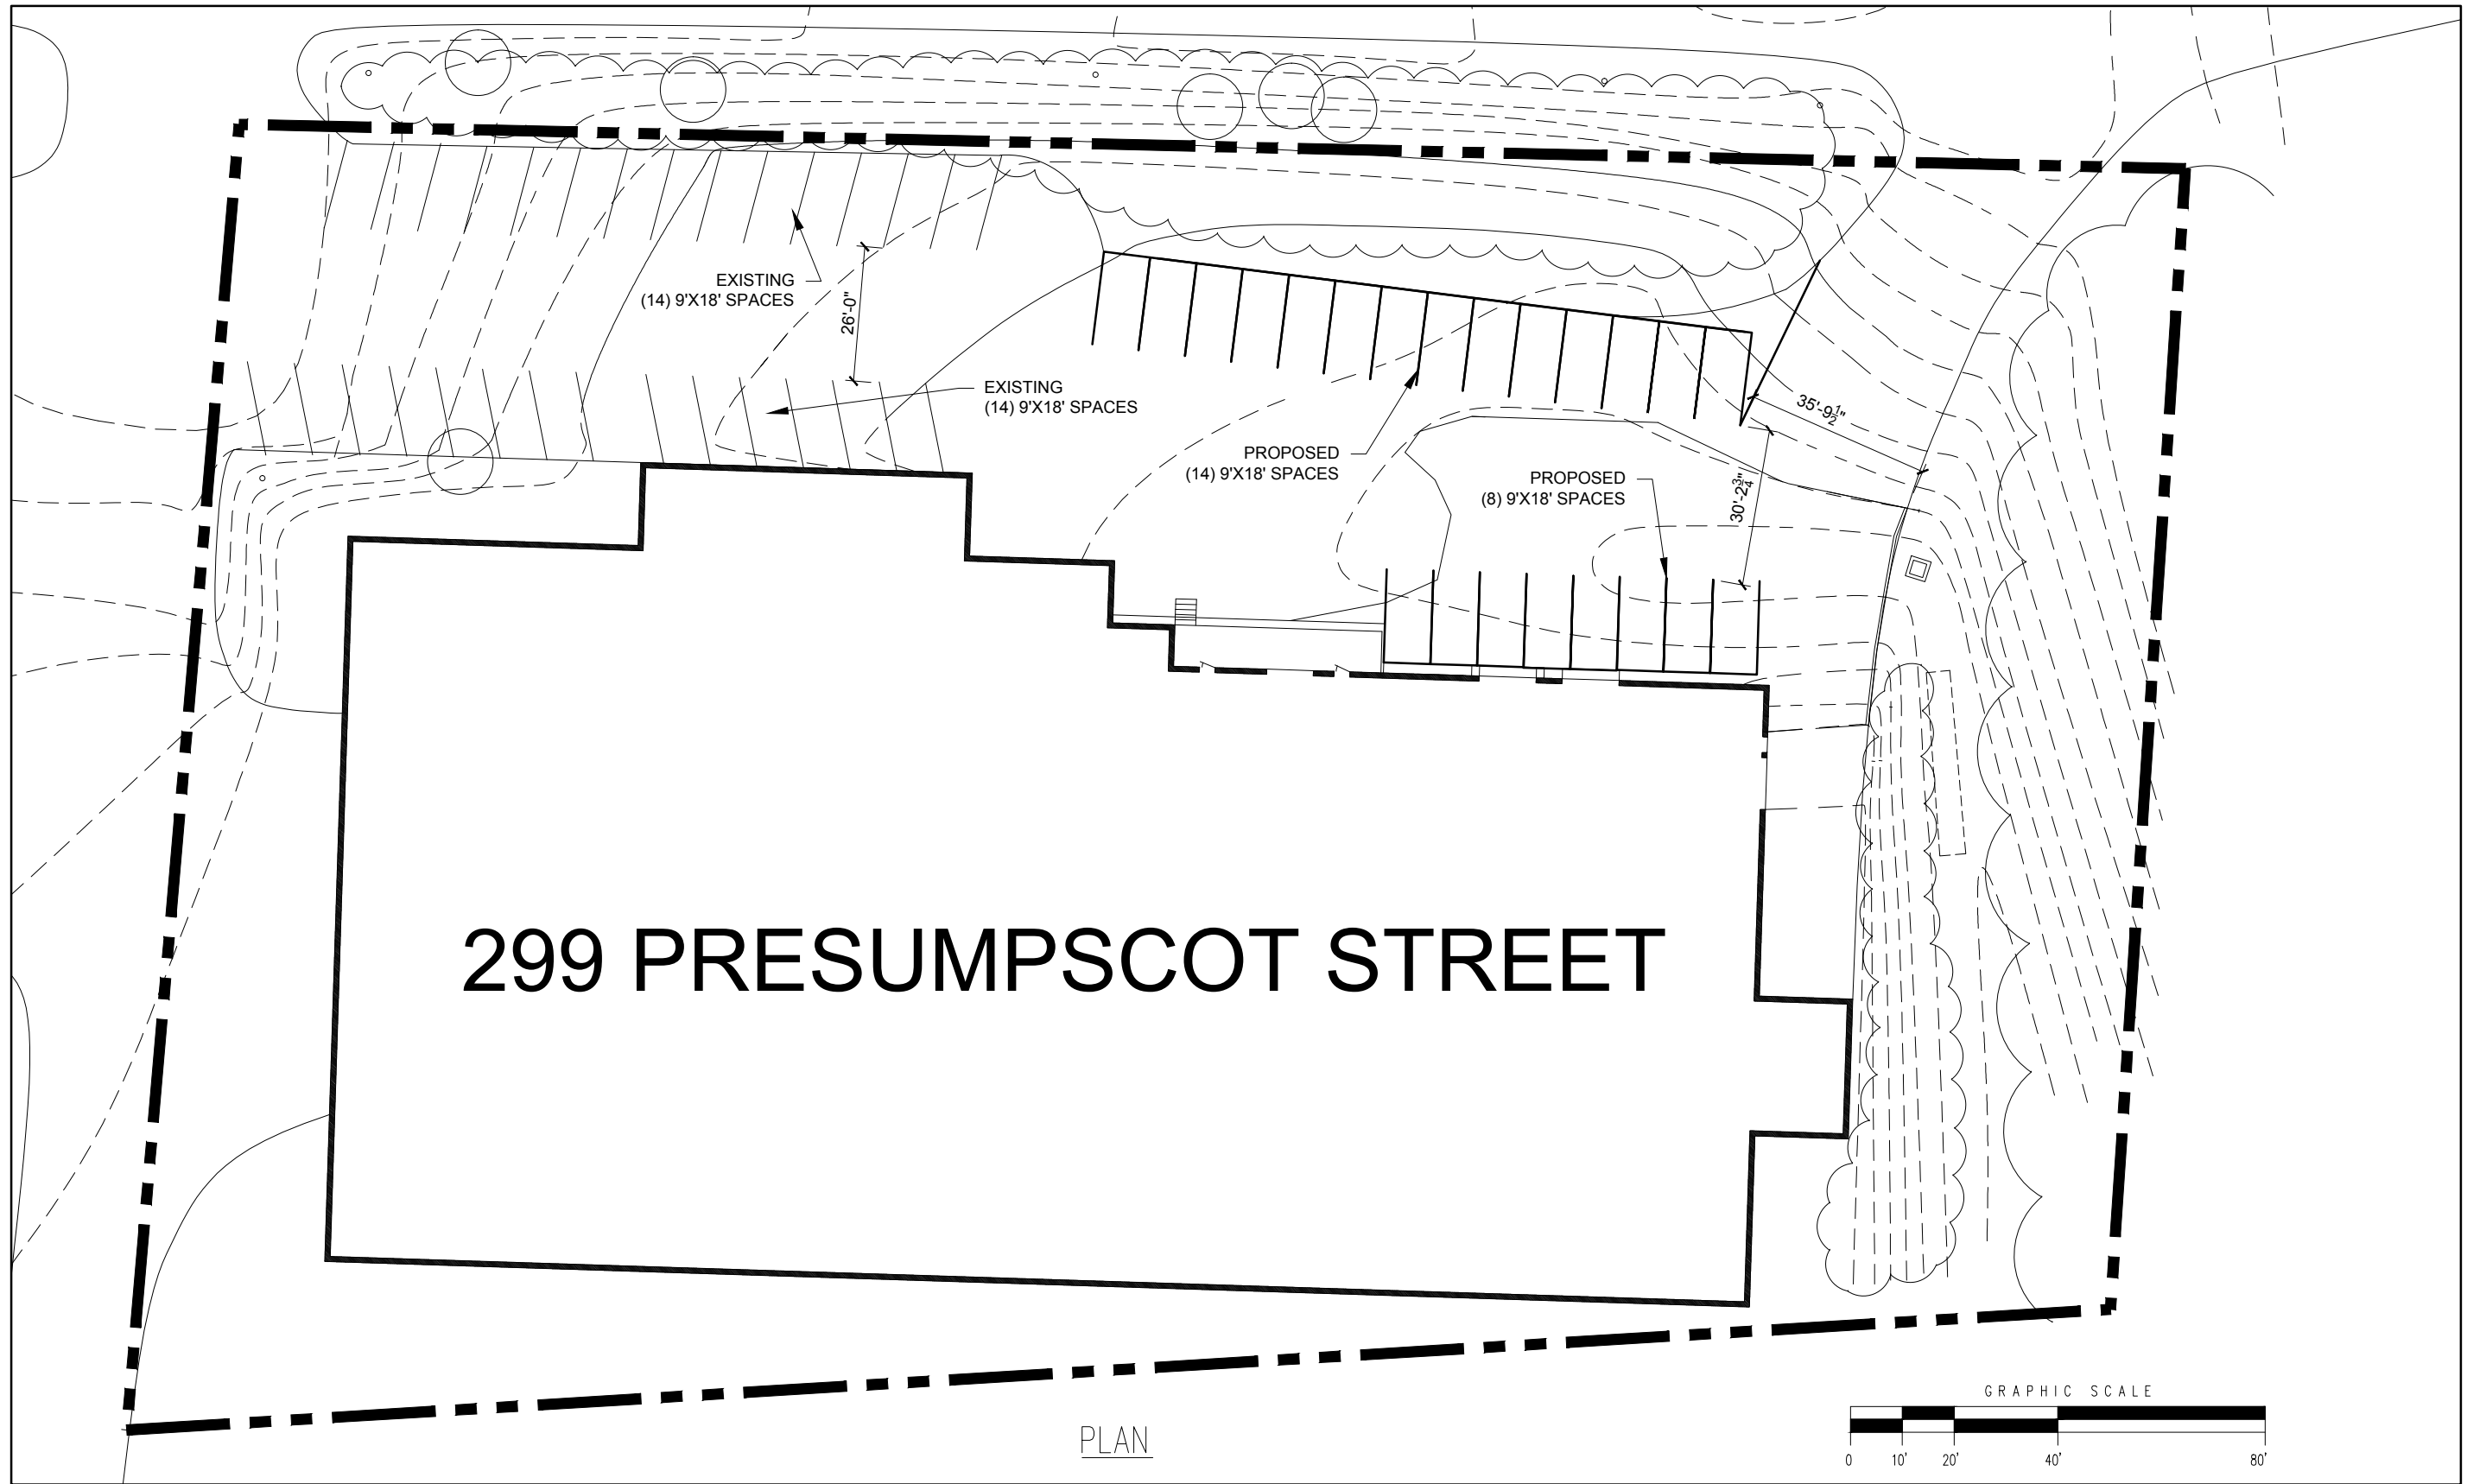 EXISTING
(14) 9'X18' SPACES
26'-0"
EXISTING
(14) 9'X18' SPACES
PROPOSED
(14) 9'X18' SPACES
35'-9½"
PROPOSED
(8) 9'X18' SPACES
30'-2¾"
299 PRESUMPSCOT STREET
PLAN
GRAPHIC SCALE
0 10' 20' 40' 80'